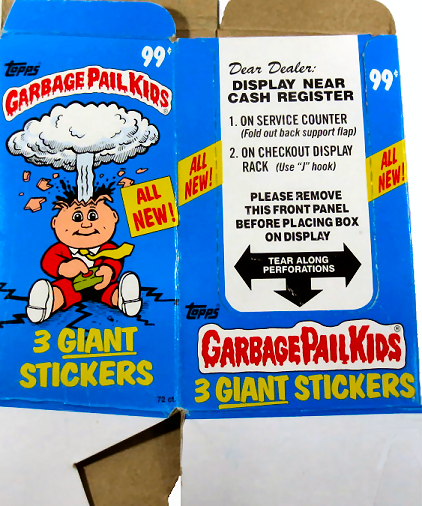 99¢
Topps
GARBAGE PAIL KIDS®
ALL
NEW!
3 GIANT
STICKERS
72 ct.
ALL
NEW!
Dear Dealer:
DISPLAY NEAR
CASH REGISTER
1. ON SERVICE COUNTER
(Fold out back support flap)
2. ON CHECKOUT DISPLAY
RACK (Use "J" hook)
PLEASE REMOVE
THIS FRONT PANEL
BEFORE PLACING BOX
ON DISPLAY
TEAR ALONG
PERFORATIONS
99¢
ALL
NEW!
Topps
GARBAGE PAIL KIDS®
3 GIANT STICKERS